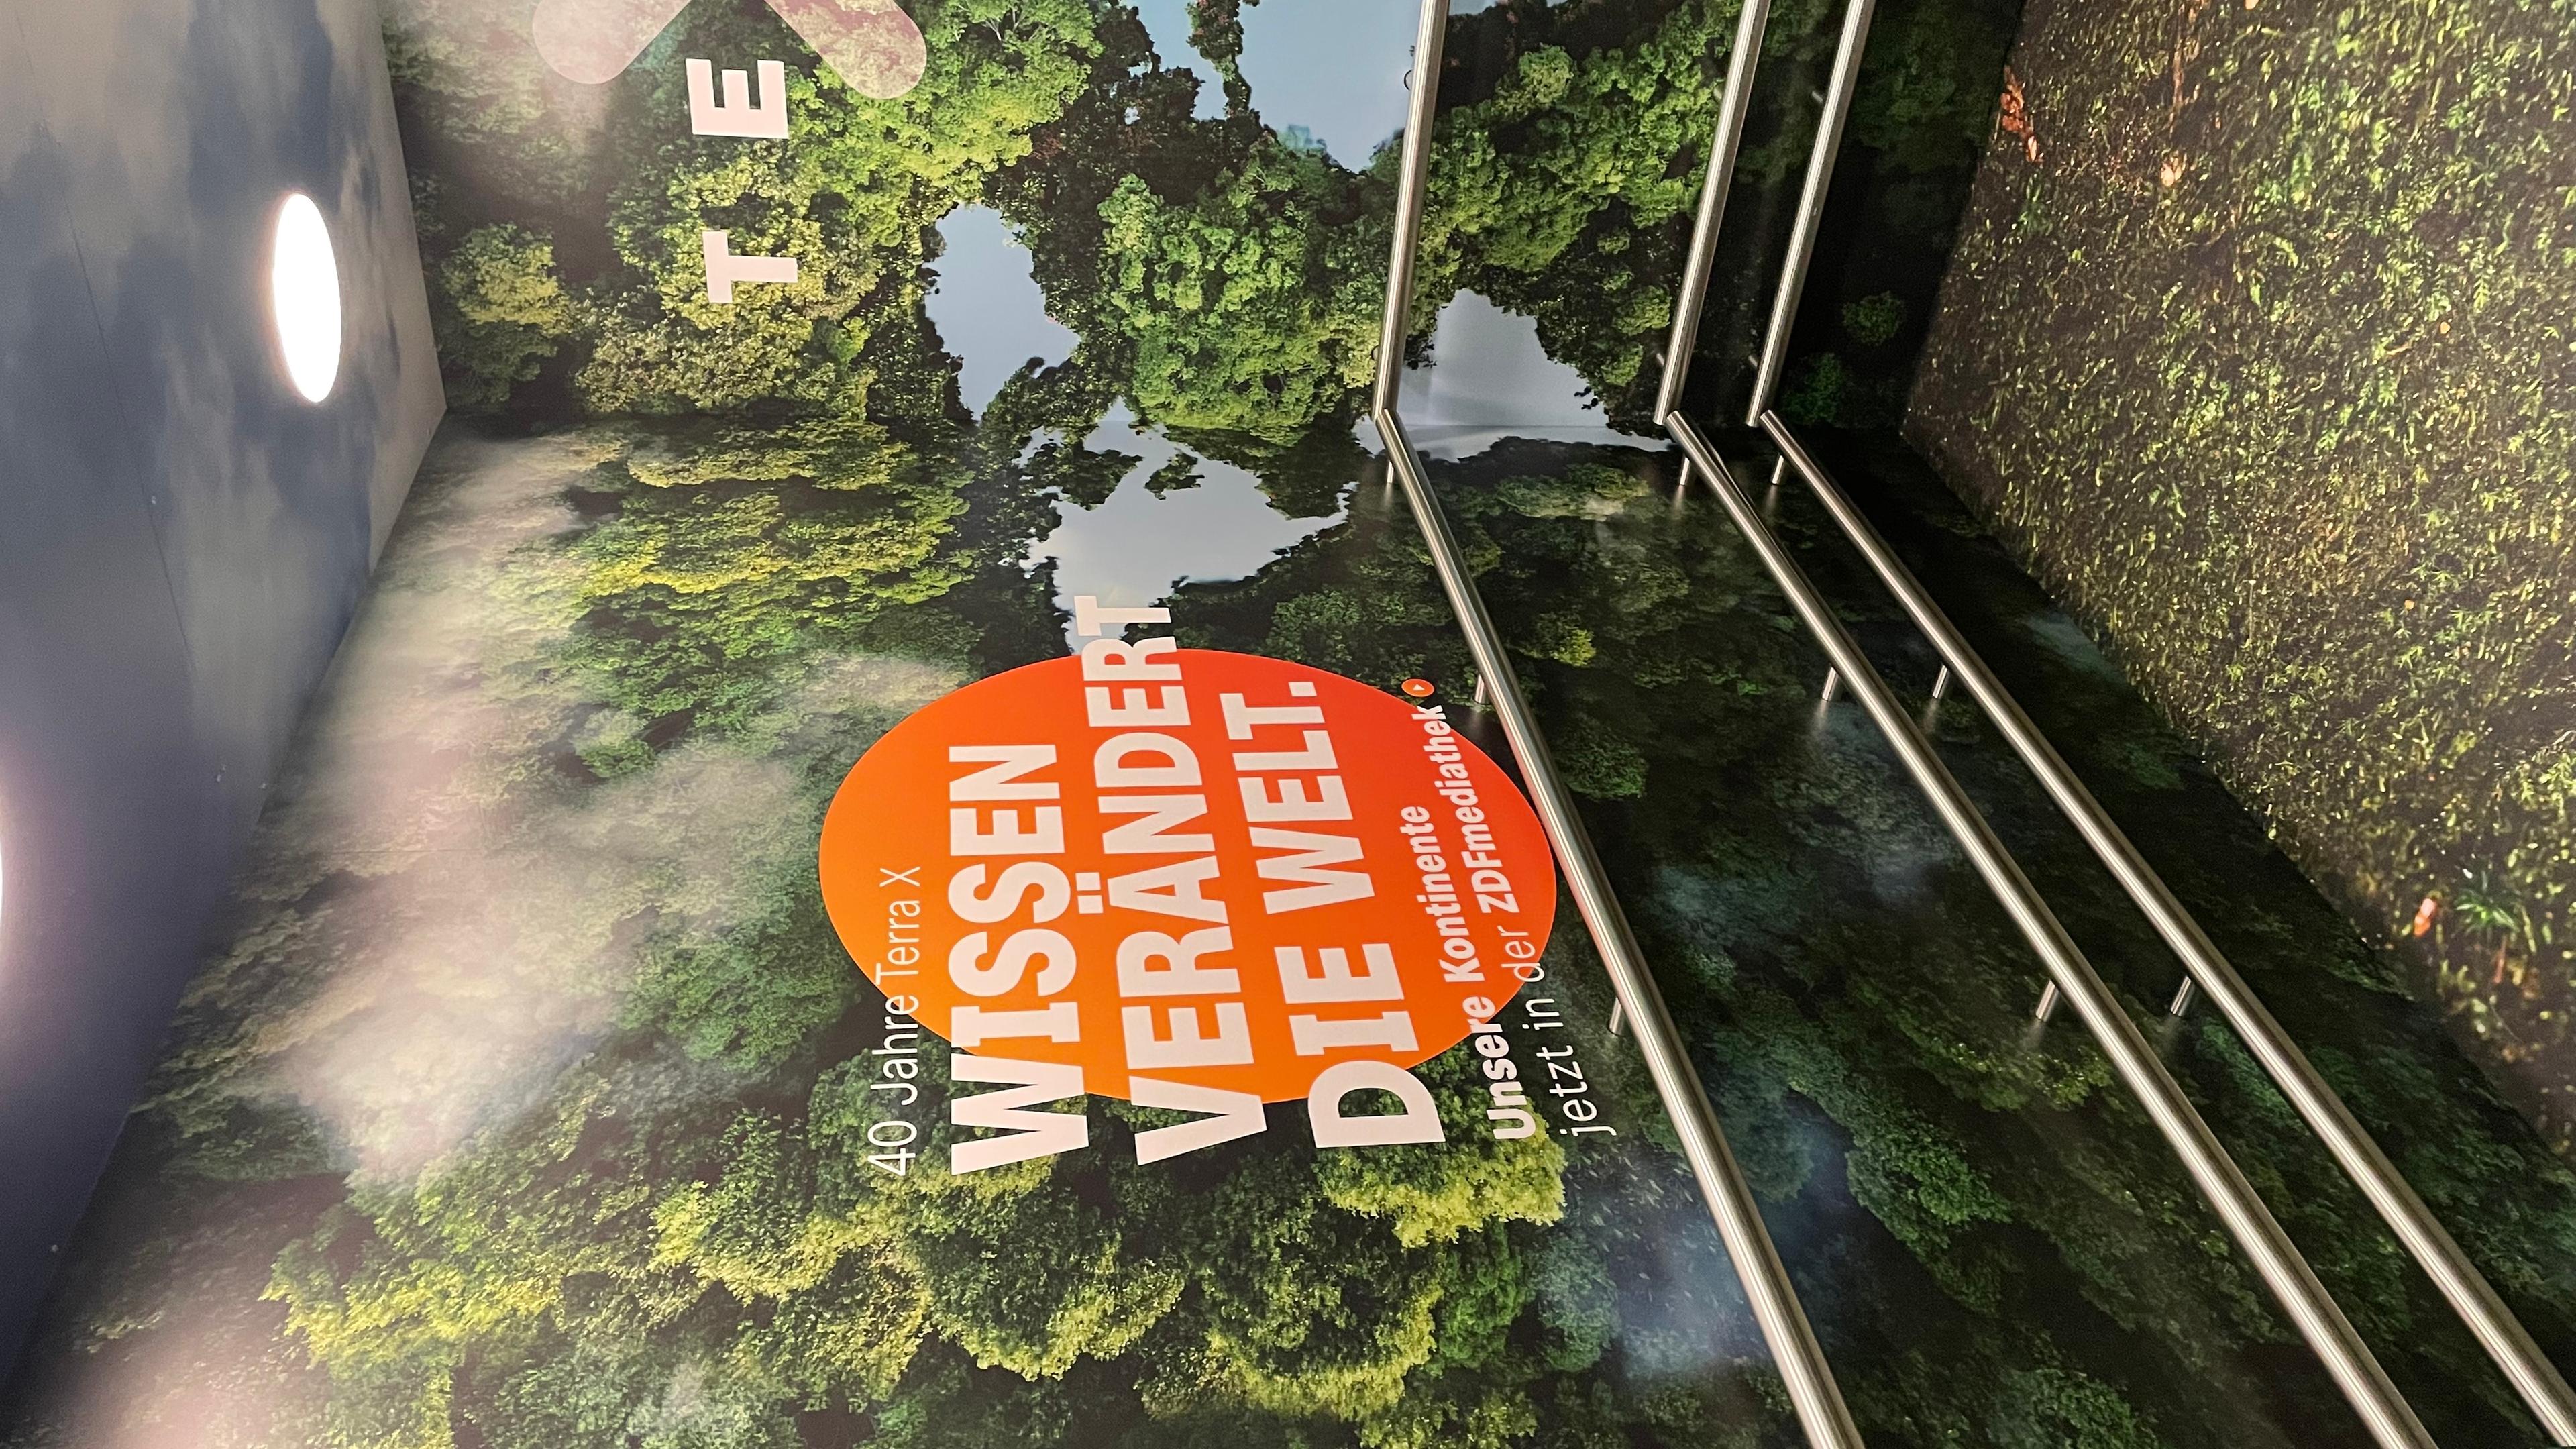 40 Jahre Terra X
WISSEN
VERÄNDERT
DIE WELT.
Unsere Kontinente
jetzt in der ZDFmediathek
TE